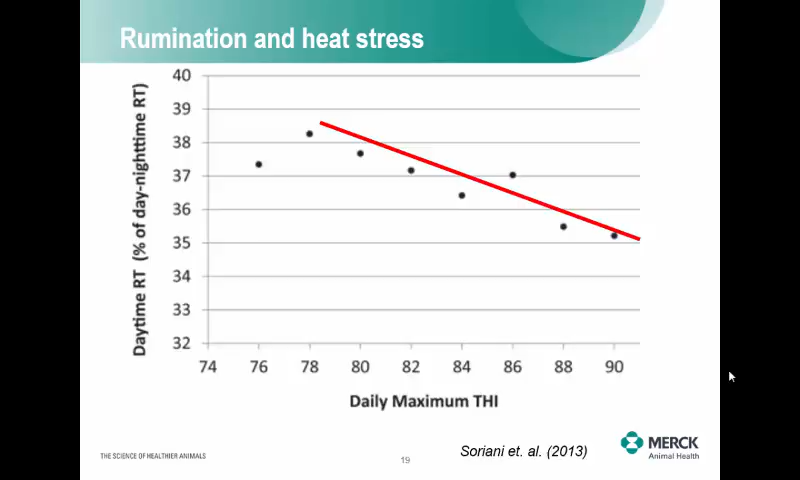 Rumination and heat stress
Daytime RT (% of day-nighttime RT)
40
39
38
37
36
35
34
33
32
74 76 78 80 82 84 86 88 90
Daily Maximum THI
THE SCIENCE OF HEALTHIER ANIMALS
19
Soriani et. al. (2013)
MERCK
Animal Health